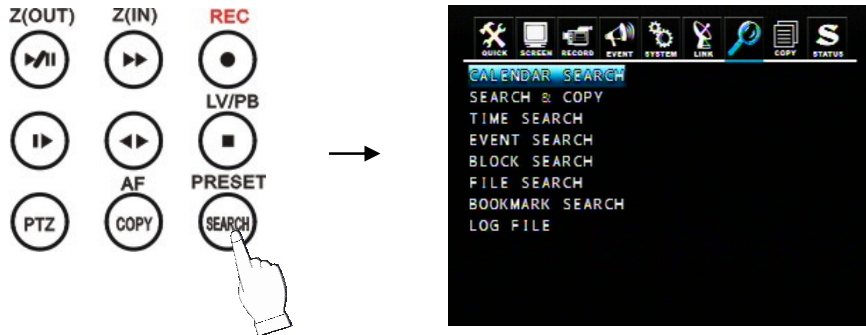 Z(OUT) Z(IN) REC
LV/PB
AF PRESET
PTZ COPY SEARCH
QUICK SCREEN RECORD EVENT SYSTEM LINK COPY S STATUS
CALENDAR SEARCH
SEARCH & COPY
TIME SEARCH
EVENT SEARCH
BLOCK SEARCH
FILE SEARCH
BOOKMARK SEARCH
LOG FILE